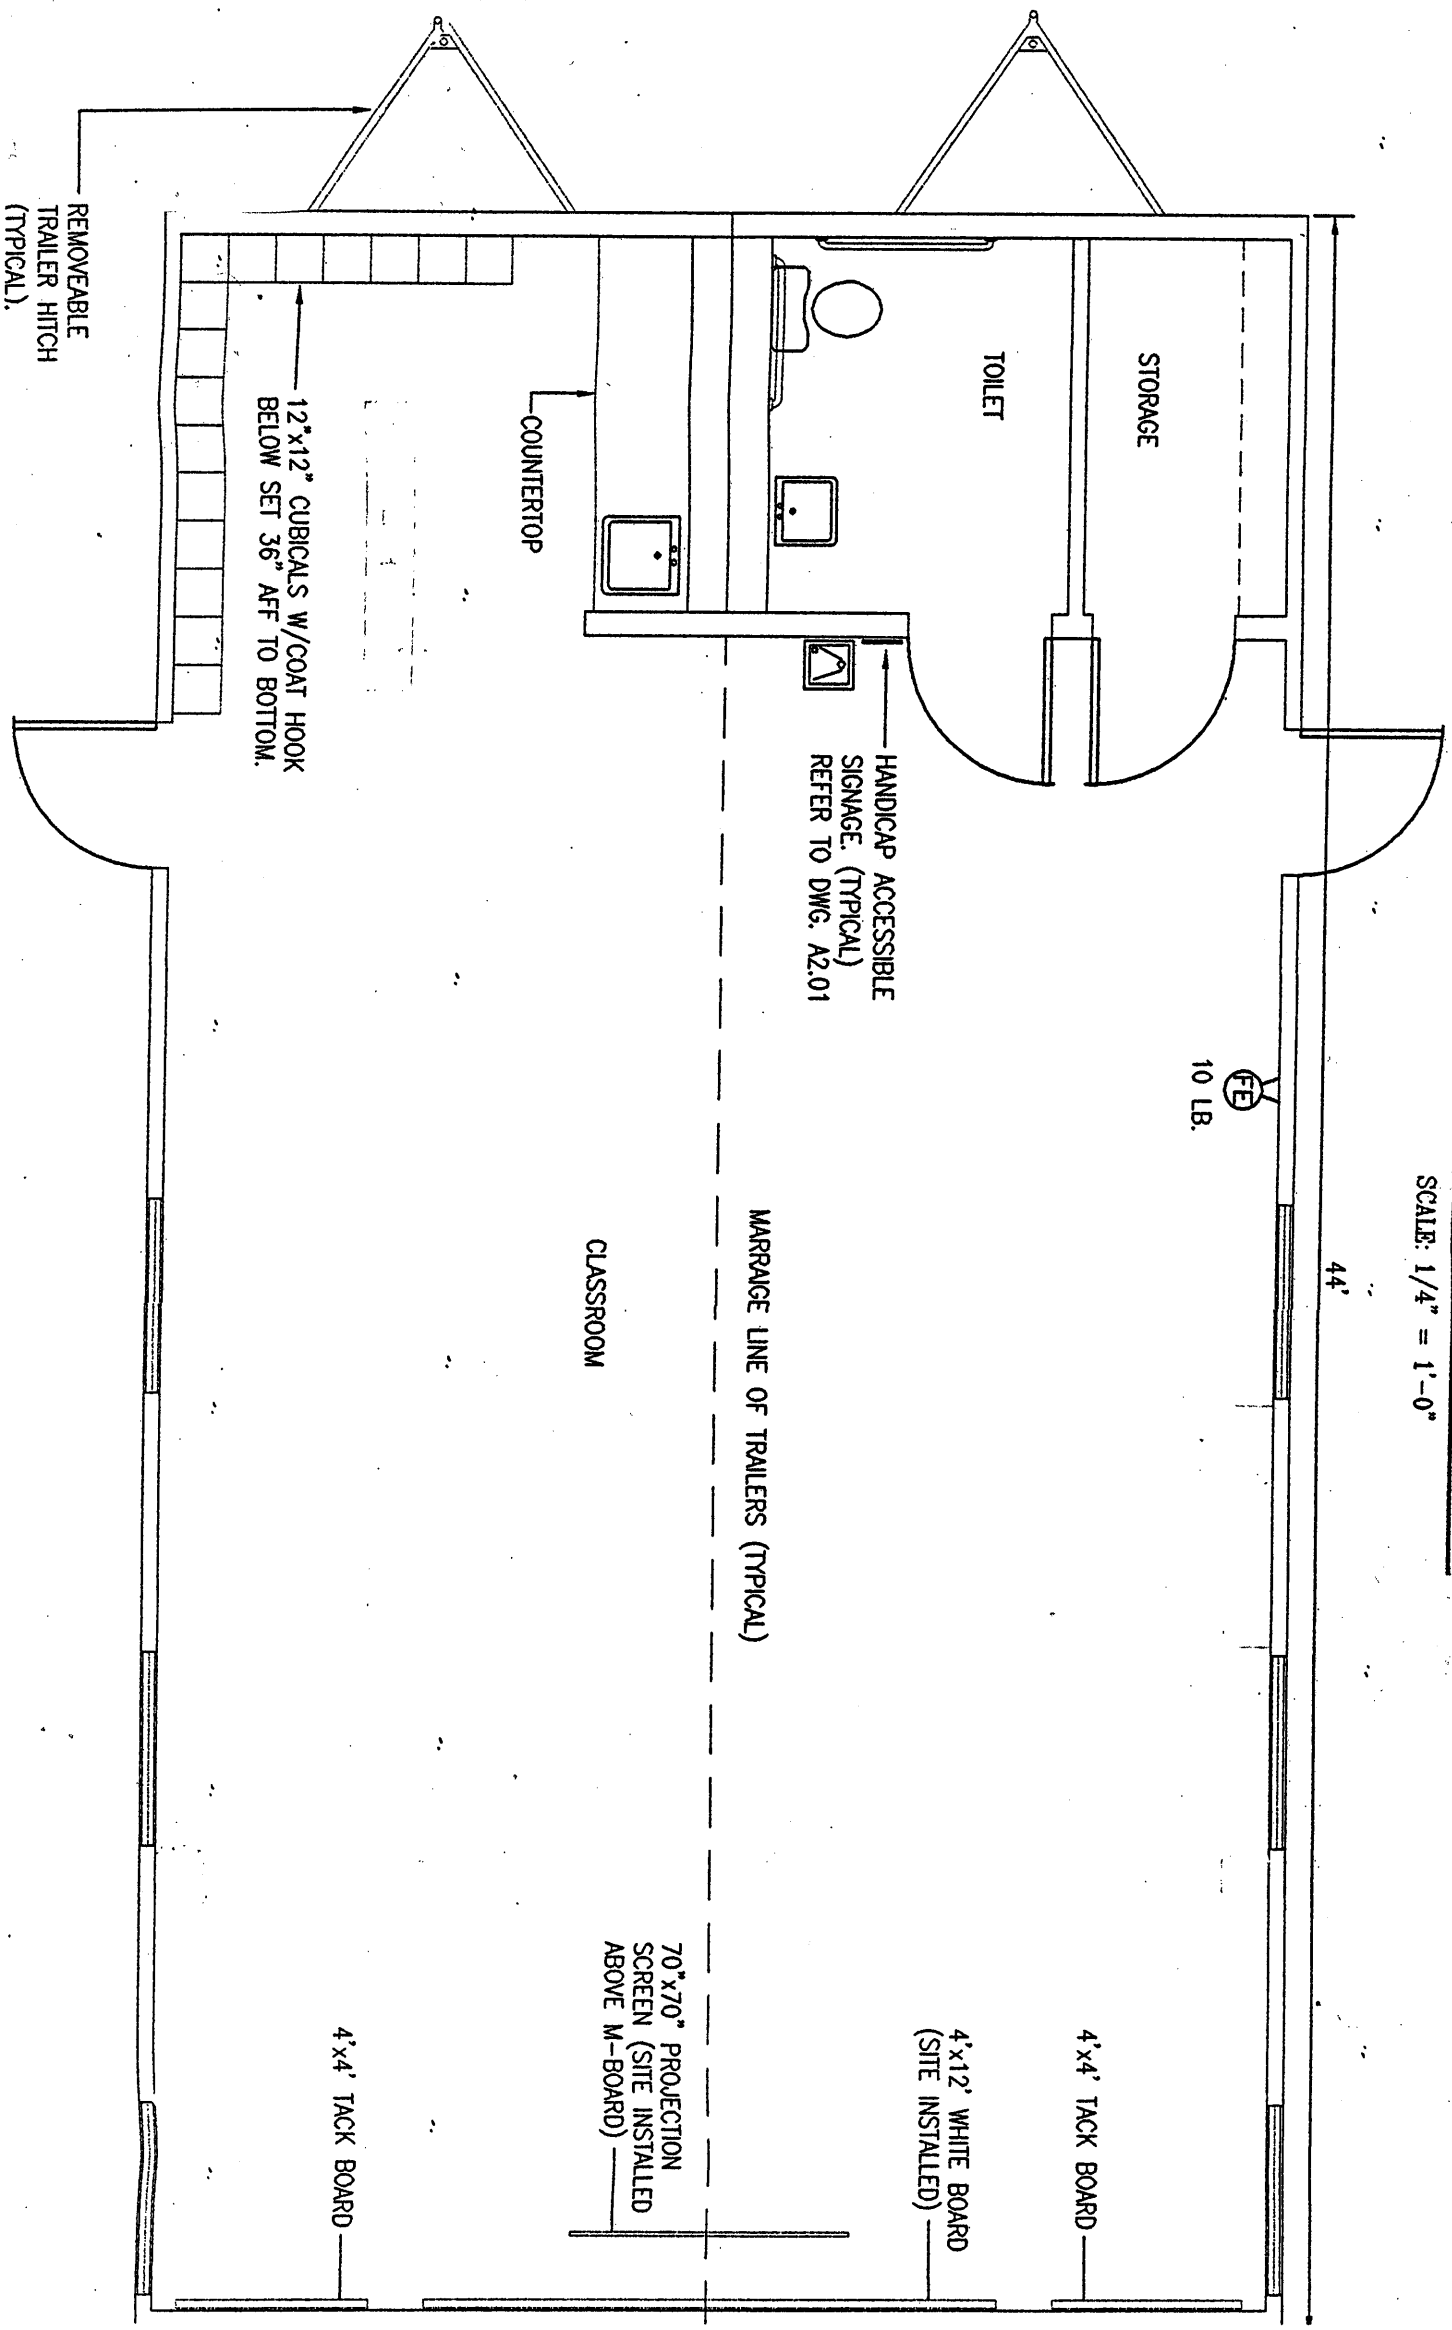 SCALE: 1/4" = 1'-0"
44'
STORAGE
TOILET
FE
10 LB.
HANDICAP ACCESSIBLE
SIGNAGE. (TYPICAL)
REFER TO DWG. A2.01
COUNTERTOP
12"x12" CUBICALS W/COAT HOOK
BELOW SET 36" AFF TO BOTTOM.
REMOVEABLE
TRAILER HITCH
(TYPICAL).
MARRAIGE LINE OF TRAILERS (TYPICAL)
CLASSROOM
4'x4' TACK BOARD
4'x12' WHITE BOARD
(SITE INSTALLED)
70"x70" PROJECTION
SCREEN (SITE INSTALLED
ABOVE M-BOARD)
4'x4' TACK BOARD